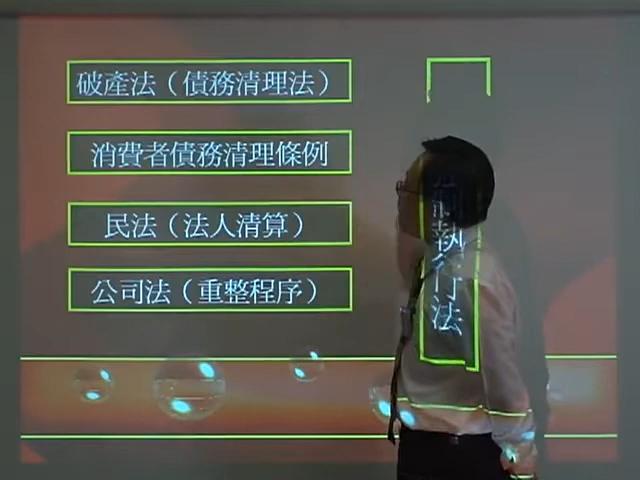 破產法（債務清理法）
消費者債務清理條例
民法（法人清算）
公司法（重整程序）
制執行法